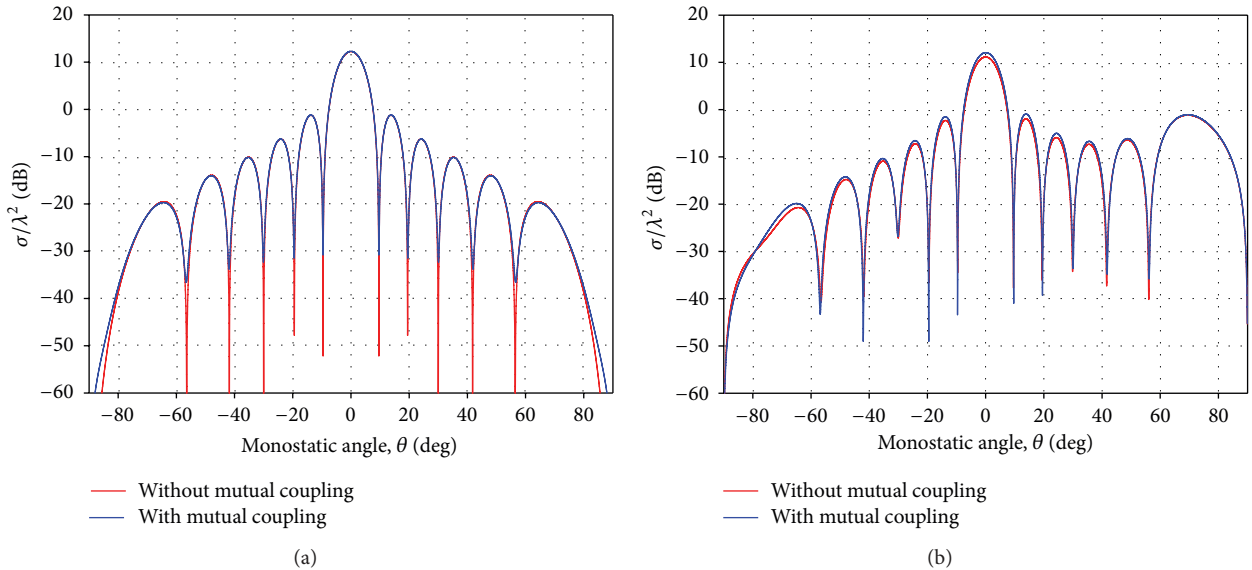 20
10
0
−10
−20
−30
−40
−50
−60
σ/λ² (dB)
−80 −60 −40 −20 0 20 40 60 80
Monostatic angle, θ (deg)
Without mutual coupling
With mutual coupling
(a)
20
10
0
−10
−20
−30
−40
−50
−60
σ/λ² (dB)
−80 −60 −40 −20 0 20 40 60 80
Monostatic angle, θ (deg)
Without mutual coupling
With mutual coupling
(b)